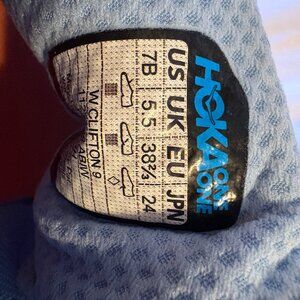 HOKA
ONE ONE
US UK EU JPN
7B 5.5 38⅔ 24
W CLIFTON 9